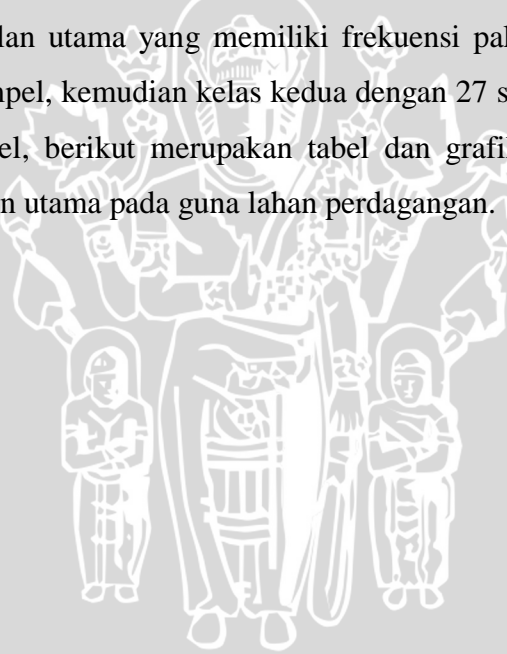 lan utama yang memiliki frekuensi pal
npel, kemudian kelas kedua dengan 27 s
el, berikut merupakan tabel dan grafil
n utama pada guna lahan perdagangan.